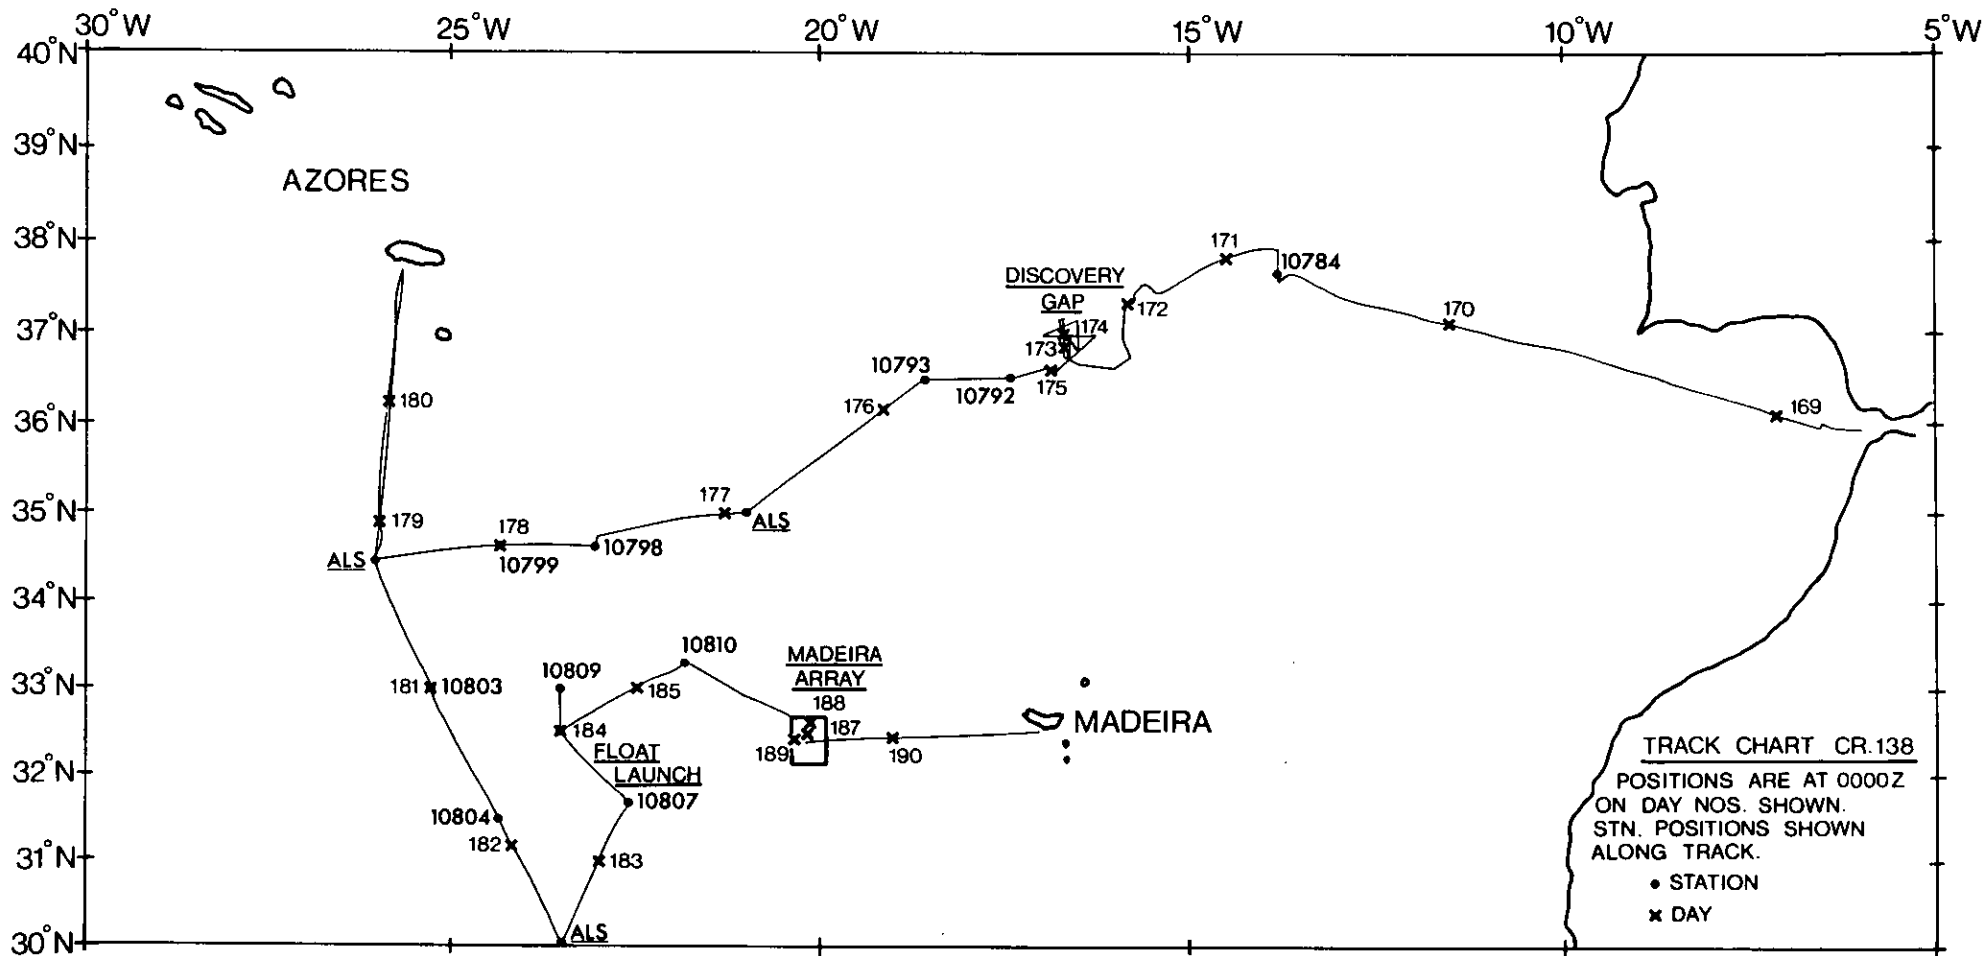 30°W 25°W 20°W 15°W 10°W 5°W
40°N
39°N
AZORES
38°N
171
10784
DISCOVERY
GAP
172
170
37°N
174
173
10793
10792
175
180
176
169
36°N
177
35°N
179
178
ALS
10798
ALS
10799
34°N
10810
MADEIRA
ARRAY
10809
33°N
181 10803
185
188
187
MADEIRA
184
189
190
FLOAT
LAUNCH
32°N
10807
TRACK CHART CR.138
POSITIONS ARE AT 0000Z
ON DAY NOS. SHOWN.
STN. POSITIONS SHOWN
ALONG TRACK.
• STATION
× DAY
10804
182
183
31°N
ALS
30°N